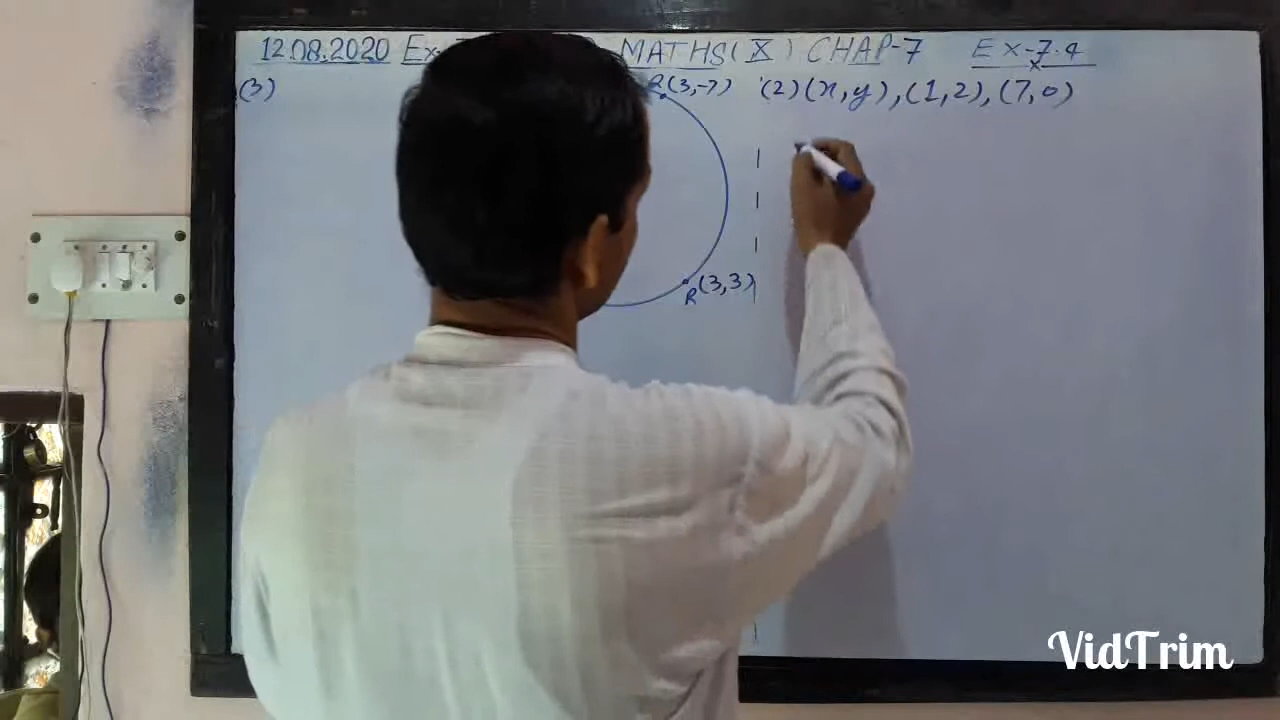 12.08.2020 Ex MATHS(X) CHAP-7 EX-7.4
(3) (3,-7) (2)(x,y),(1,2),(7,0)
R(3,3)
VidTrim